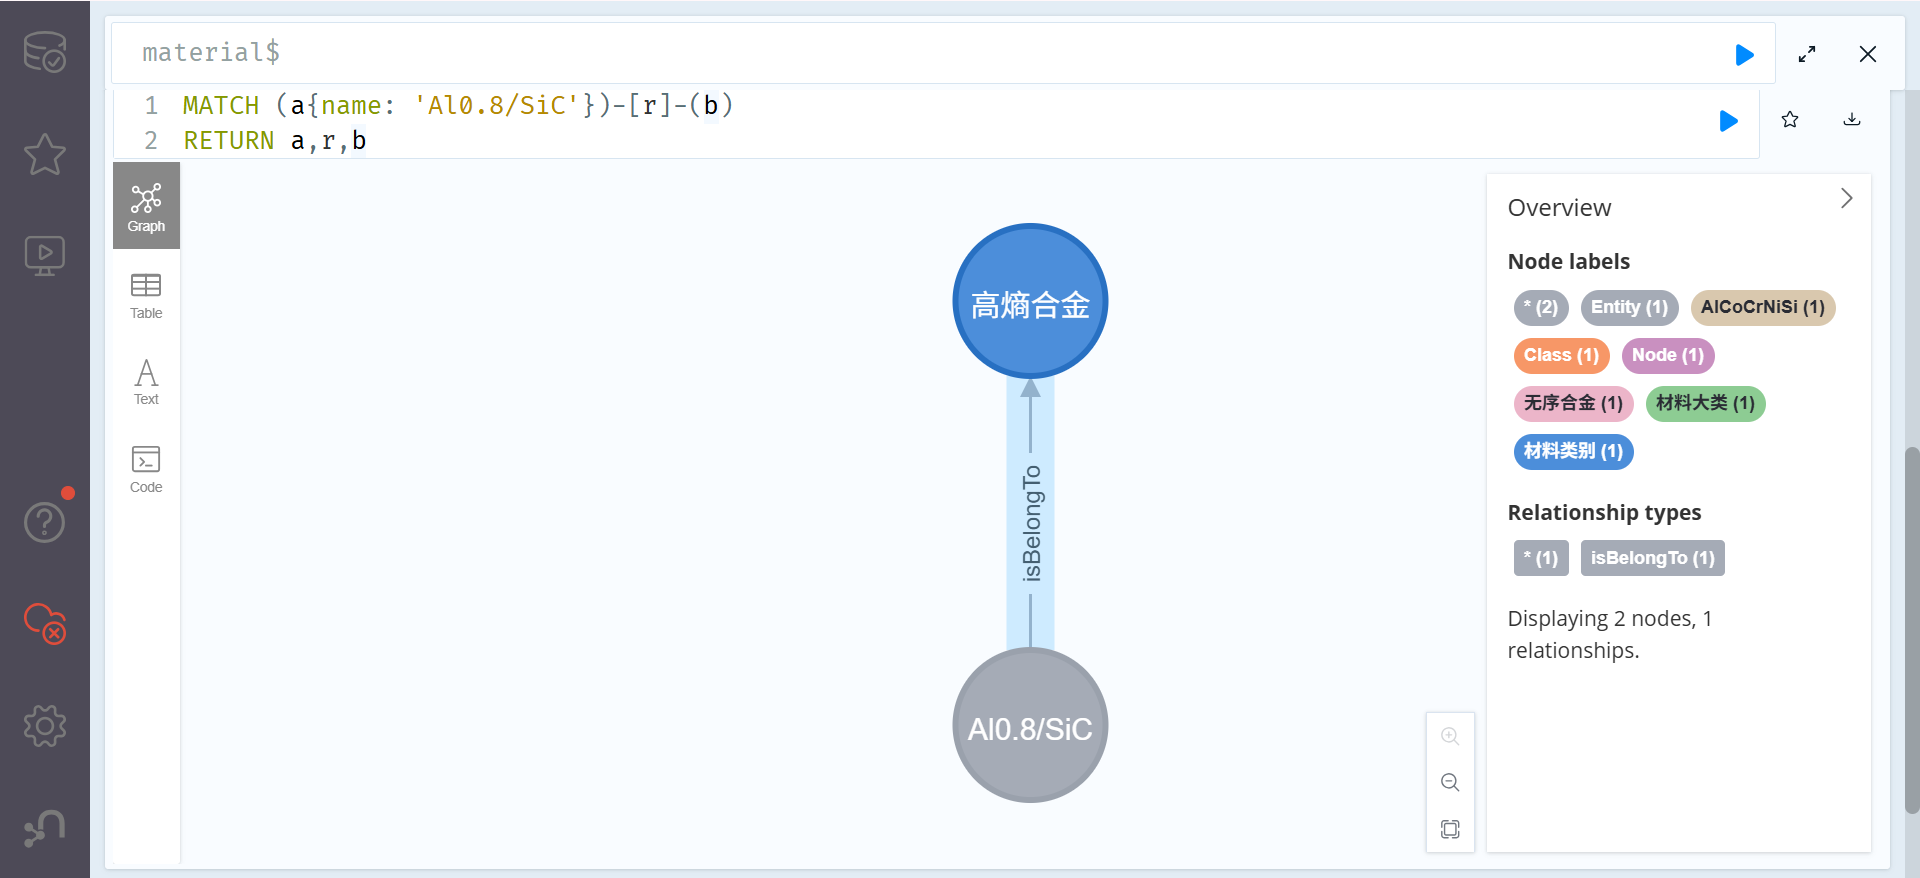 material$
1 MATCH (a{name: 'Al0.8/SiC'})-[r]-(b)
2 RETURN a,r,b
Graph
Table
Text
Code
高熵合金
isBelongTo
Al0.8/SiC
Overview
Node labels
* (2) Entity (1) AlCoCrNiSi (1)
Class (1) Node (1)
无序合金 (1) 材料大类 (1)
材料类别 (1)
Relationship types
* (1) isBelongTo (1)
Displaying 2 nodes, 1
relationships.